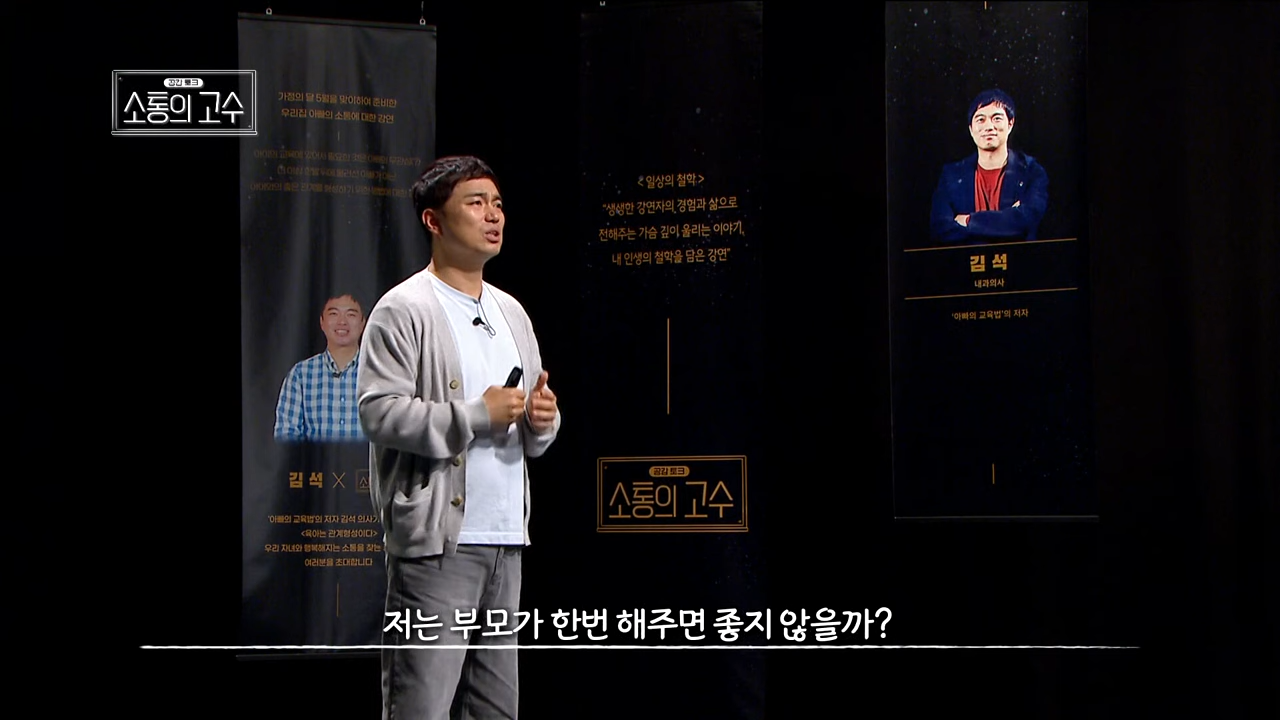 공감 토크
소통의 고수
가정의 달 5월을 맞이하여 준비한
우리집 아빠의 소통에 대한 강연
김 석 X
'아빠의 교육법'의 저자 김석 의사가
<육아는 관계형성이다>
우리 자녀와 행복해지는 소통을 찾는
여러분을 초대합니다
<일상의 철학>
"생생한 강연자의 경험과 삶으로
전해주는 가슴 깊이 울리는 이야기,
내 인생의 철학을 담은 강연"
공감 토크
소통의 고수
김 석
내과의사
'아빠의 교육법'의 저자
저는 부모가 한번 해주면 좋지 않을까?